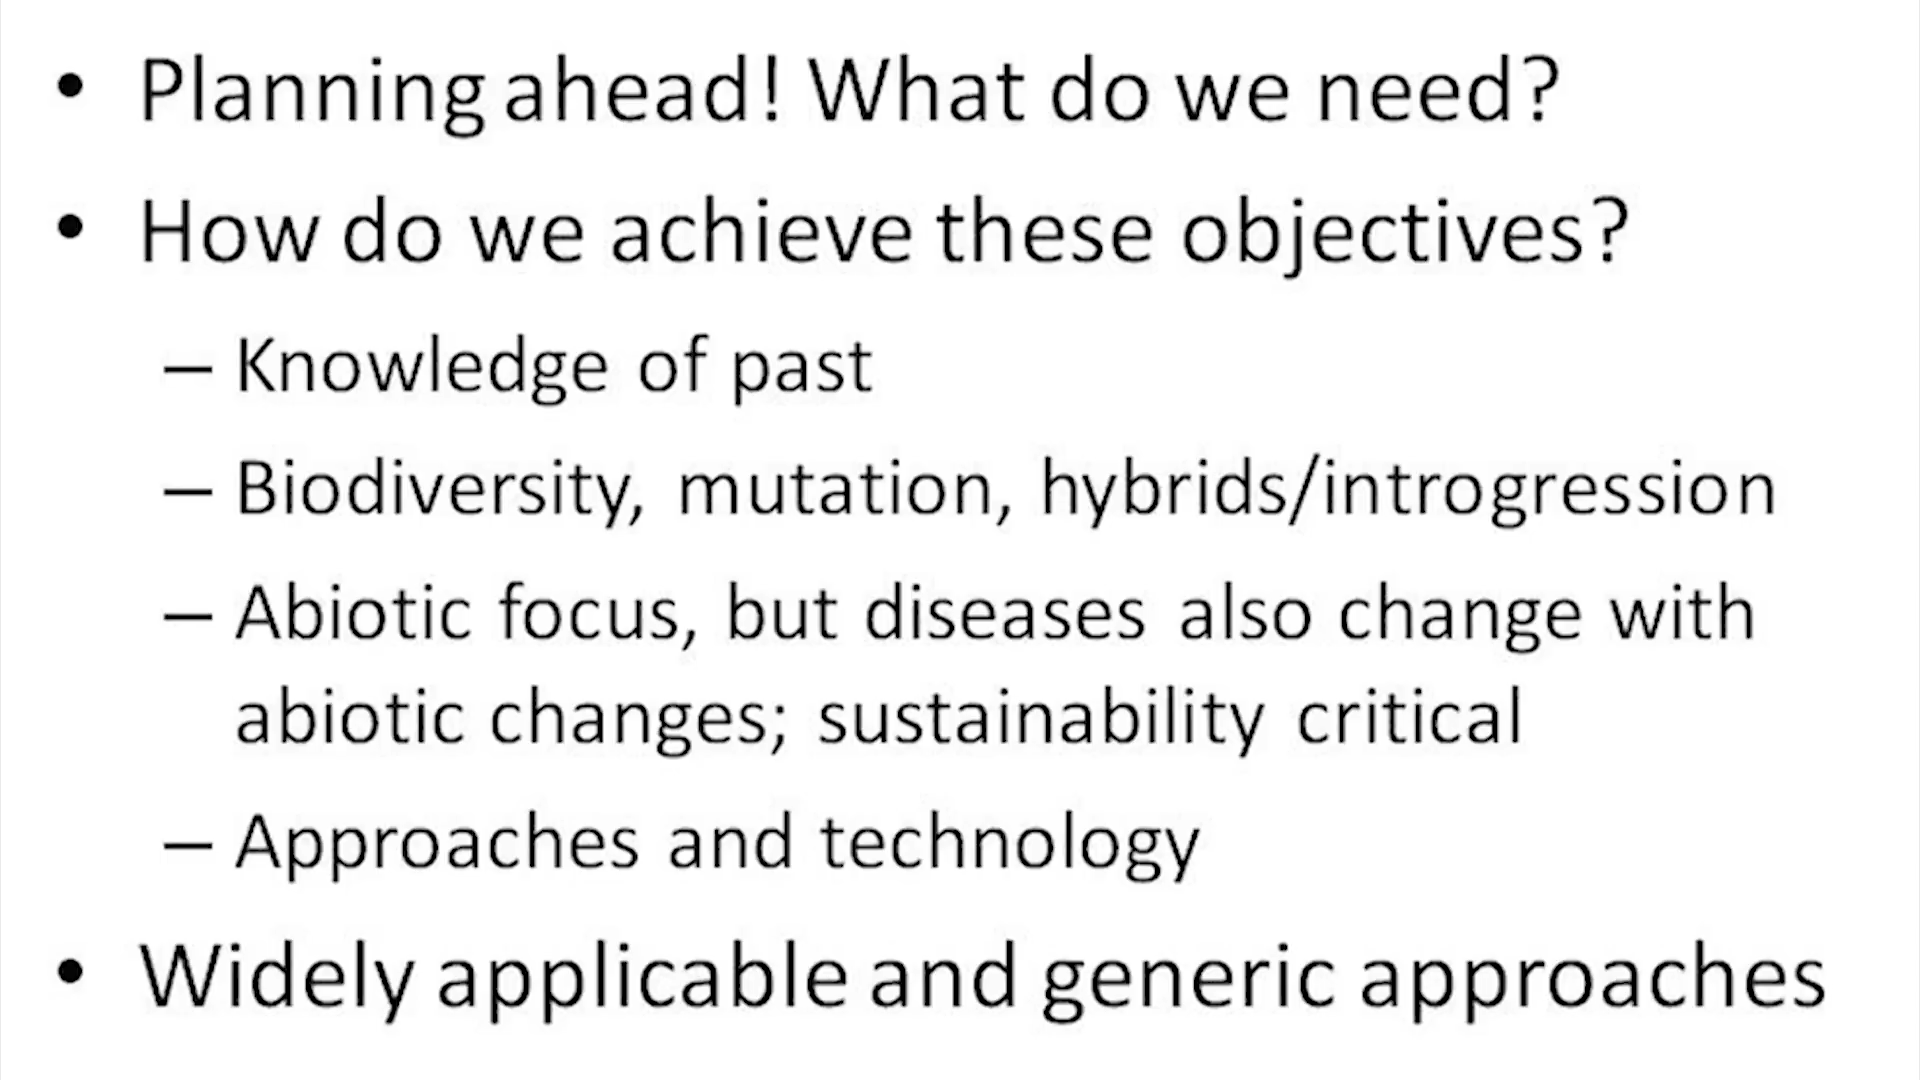 • Planning ahead! What do we need?
• How do we achieve these objectives?
– Knowledge of past
– Biodiversity, mutation, hybrids/introgression
– Abiotic focus, but diseases also change with
abiotic changes; sustainability critical
– Approaches and technology
• Widely applicable and generic approaches